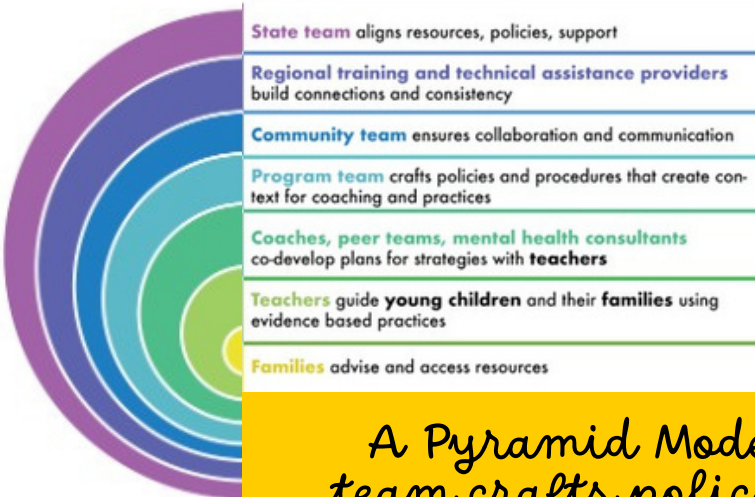 State team aligns resources, policies, support
Regional training and technical assistance providers
build connections and consistency
Community team ensures collaboration and communication
Program team crafts policies and procedures that create con-
text for coaching and practices
Coaches, peer teams, mental health consultants
co-develop plans for strategies with teachers
Teachers guide young children and their families using
evidence based practices
Families advise and access resources
A Pyramid
team crafts